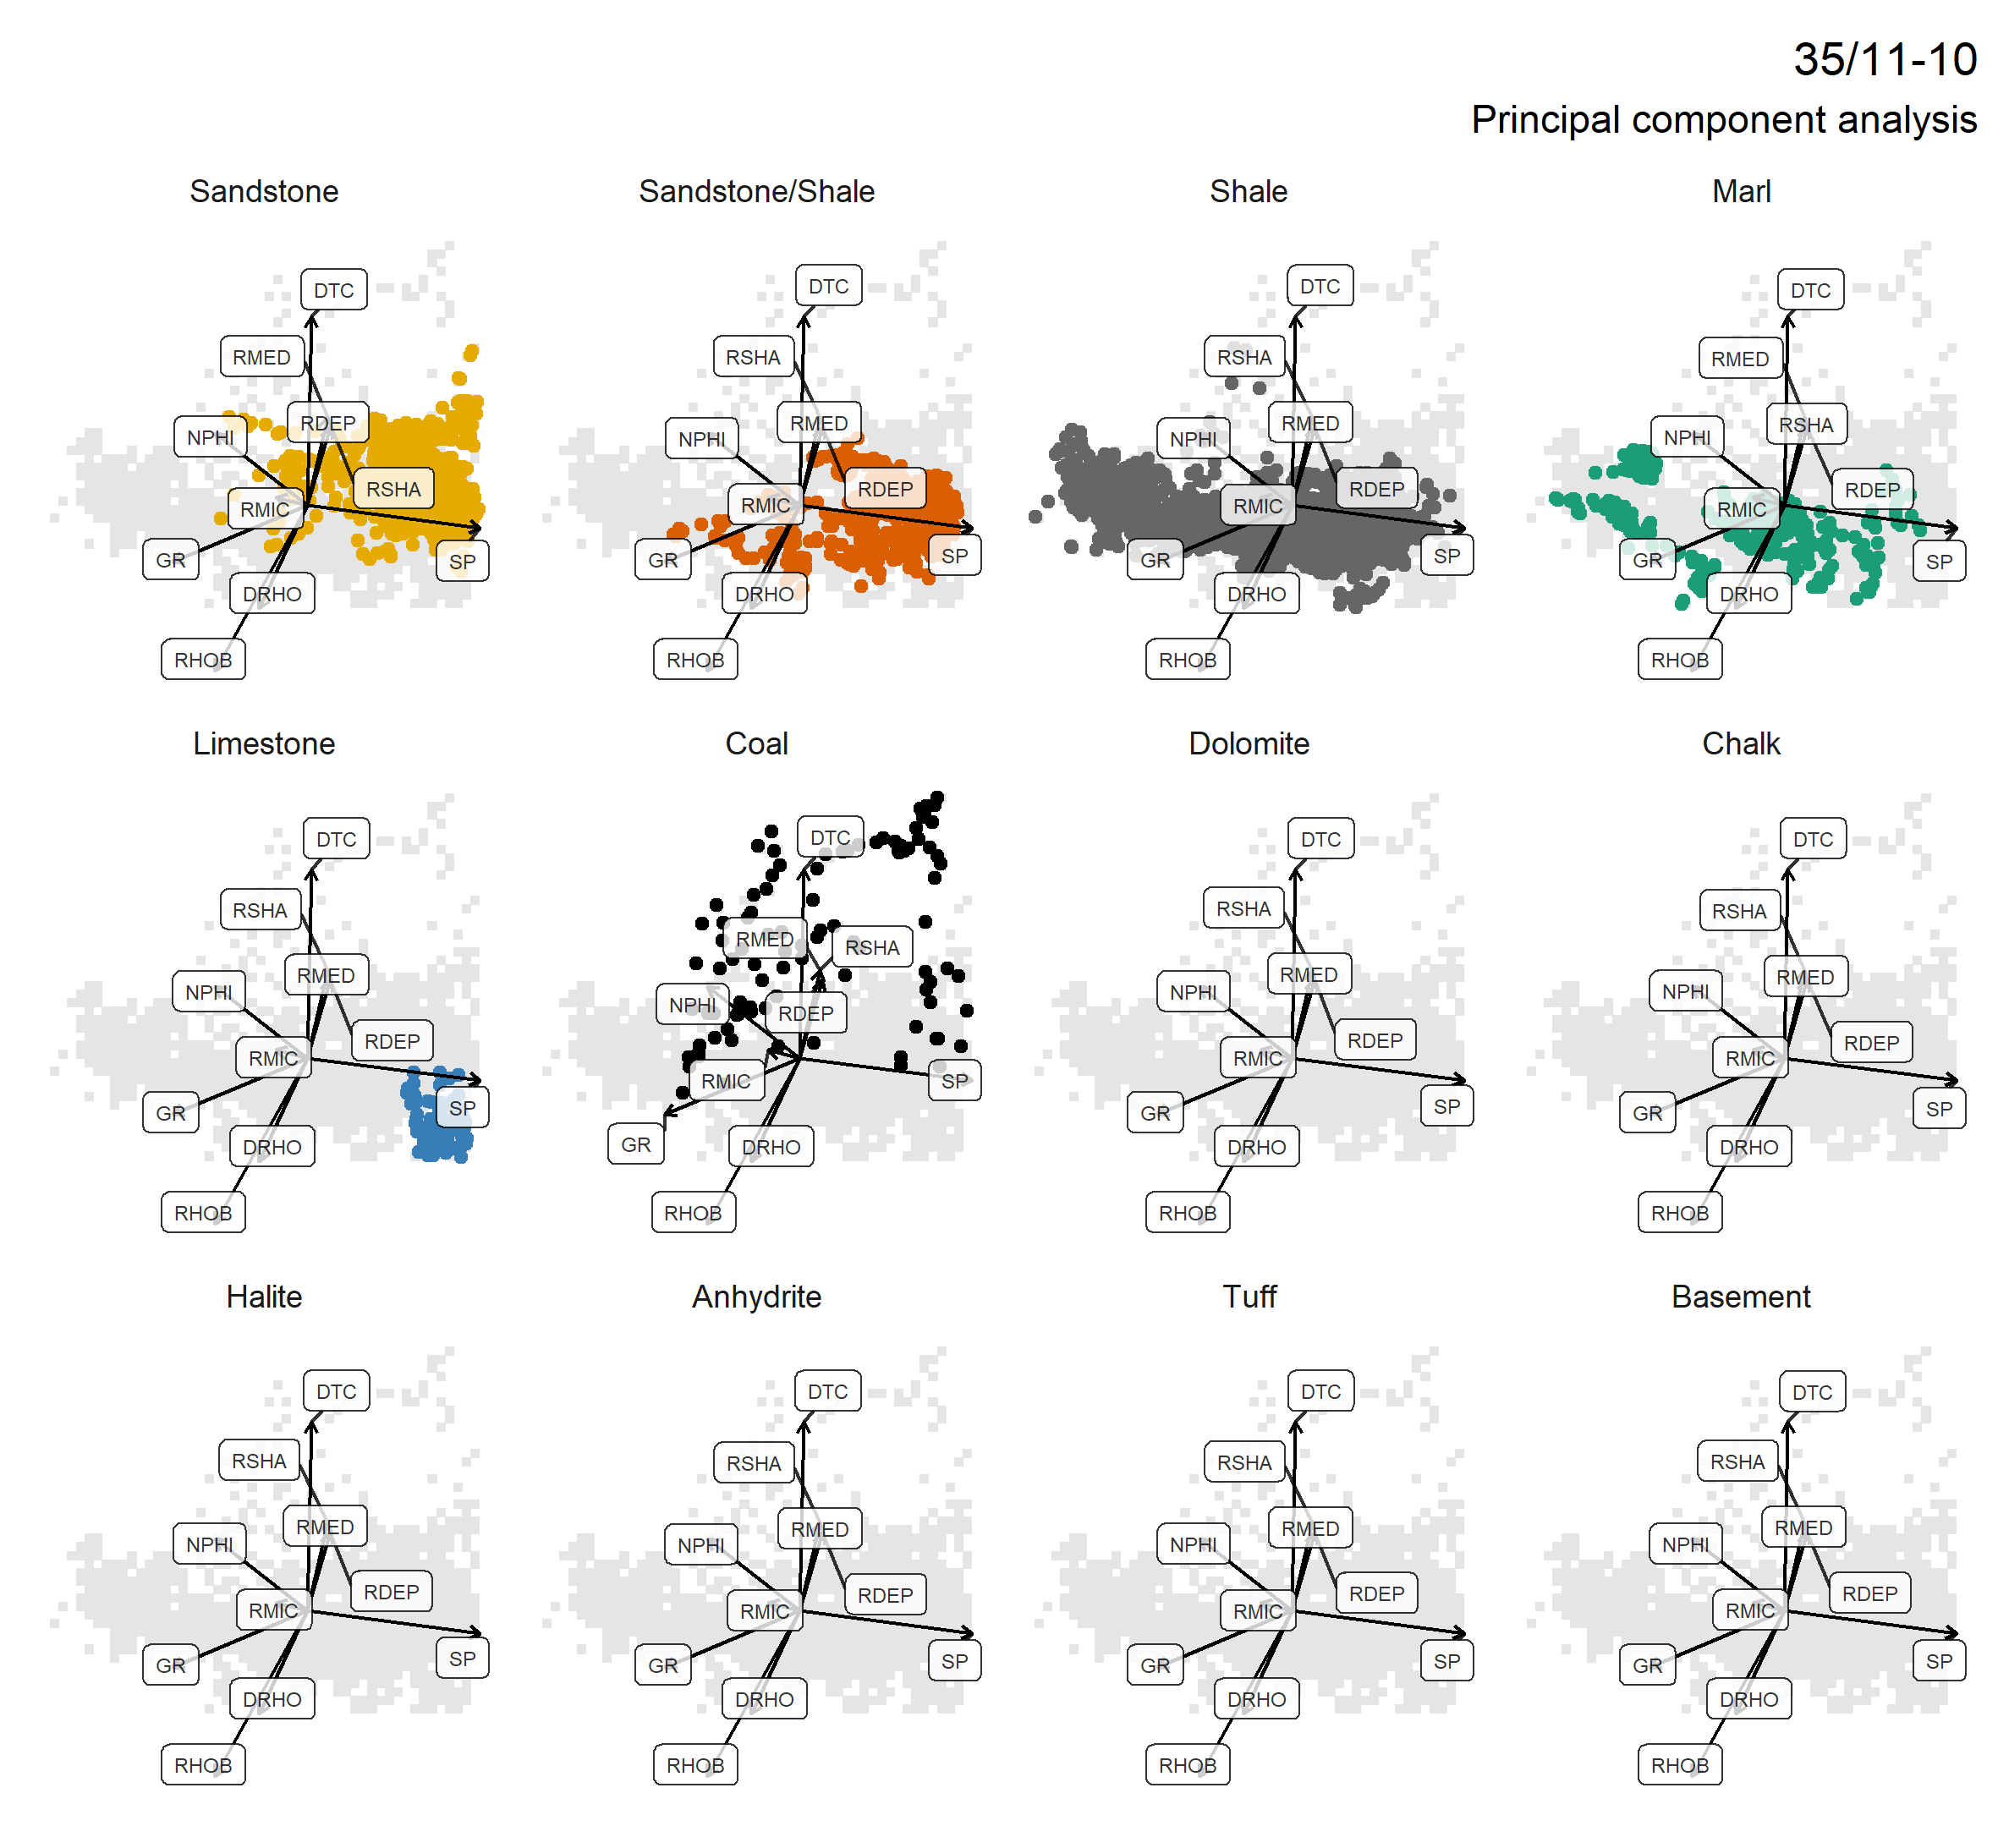 35/11-10
Principal component analysis
Sandstone
DTC
RMED
RDEP
NPHI
RSHA
RMIC
GR
SP
DRHO
RHOB
Sandstone/Shale
DTC
RSHA
RMED
NPHI
RDEP
RMIC
GR
SP
DRHO
RHOB
Shale
DTC
RSHA
RMED
NPHI
RDEP
RMIC
GR
SP
DRHO
RHOB
Marl
DTC
RMED
RSHA
NPHI
RDEP
RMIC
GR
SP
DRHO
RHOB
Limestone
DTC
RSHA
RMED
NPHI
RDEP
RMIC
GR
SP
DRHO
RHOB
Coal
DTC
RMED
RSHA
NPHI
RDEP
RMIC
SP
GR
DRHO
RHOB
Dolomite
DTC
RSHA
RMED
NPHI
RDEP
RMIC
GR
SP
DRHO
RHOB
Chalk
DTC
RSHA
RMED
NPHI
RDEP
RMIC
GR
SP
DRHO
RHOB
Halite
DTC
RSHA
RMED
NPHI
RDEP
RMIC
GR
SP
DRHO
RHOB
Anhydrite
DTC
RSHA
RMED
NPHI
RDEP
RMIC
GR
SP
DRHO
RHOB
Tuff
DTC
RSHA
RMED
NPHI
RDEP
RMIC
GR
SP
DRHO
RHOB
Basement
DTC
RSHA
RMED
NPHI
RDEP
RMIC
GR
SP
DRHO
RHOB